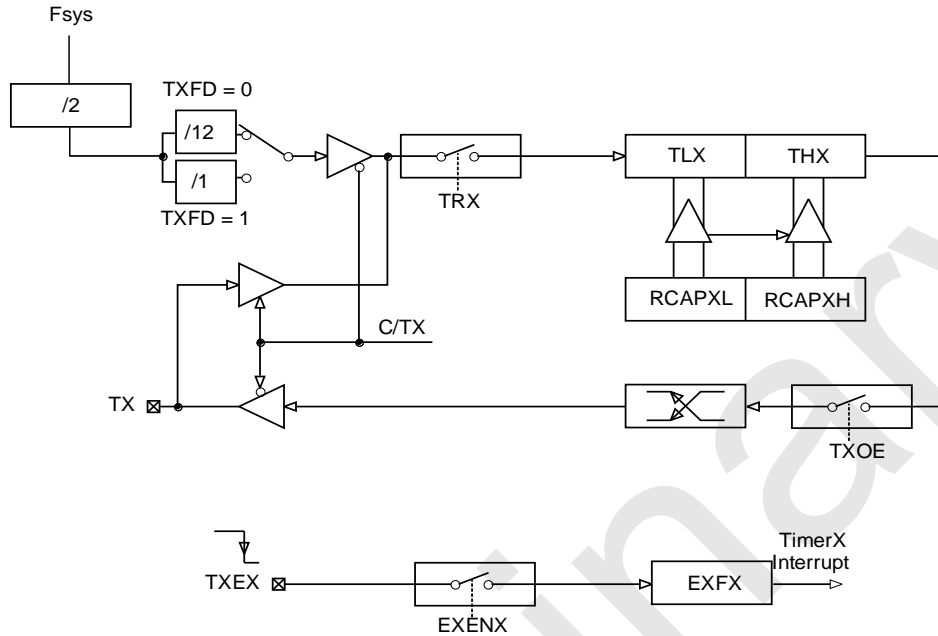 Fsys
/2
TXFD = 0
/12
/1
TXFD = 1
TRX
TLX
THX
RCAPXL
RCAPXH
C/TX
TX
TXOE
TXEX
EXENX
EXFX
TimerX
Interrupt